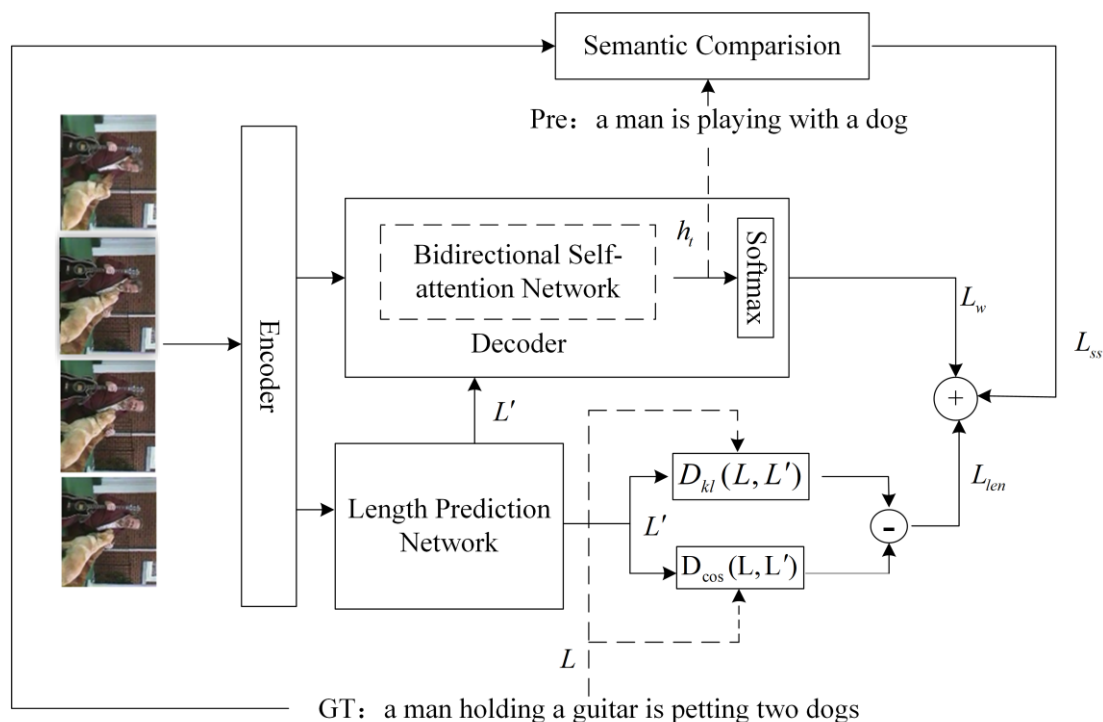 Semantic Comparision
Pre: a man is playing with a dog
Encoder
Bidirectional Self-
attention Network
h_t
Softmax
Decoder
L_w
L_ss
L'
Length Prediction
Network
L'
D_kl (L, L')
D_cos (L, L')
-
+
L_len
L
GT: a man holding a guitar is petting two dogs